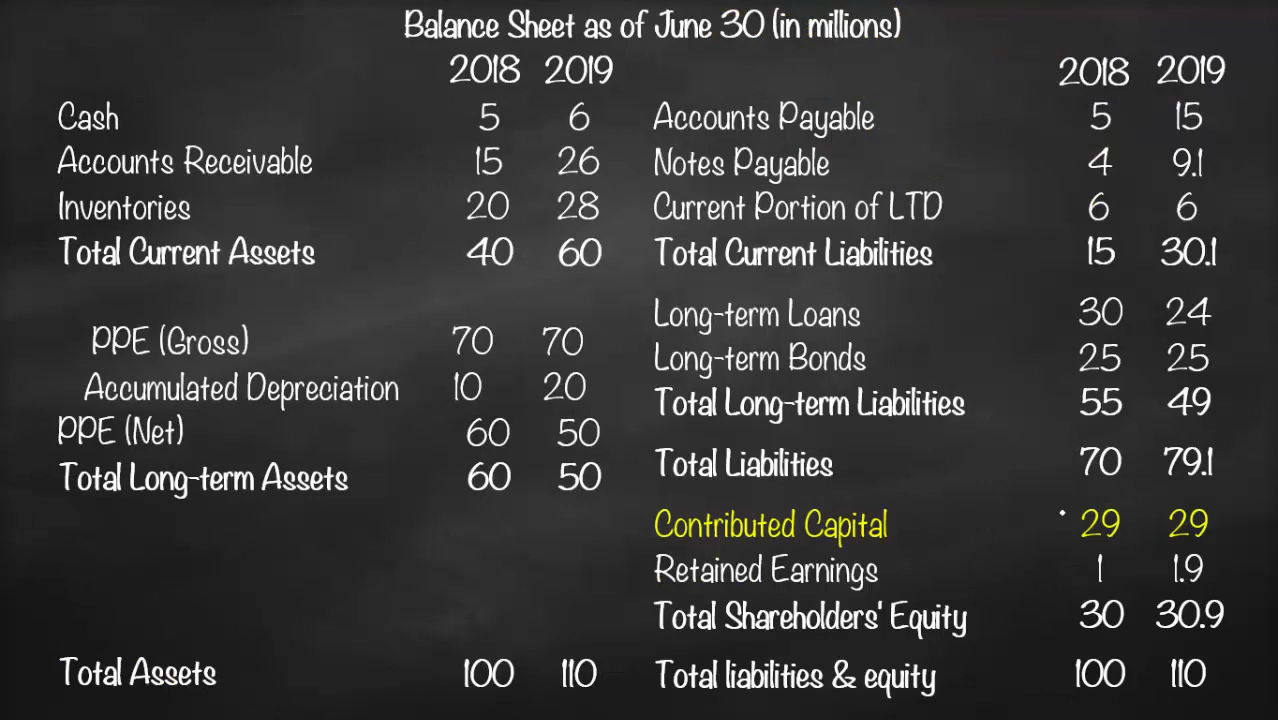 Balance Sheet as of June 30 (in millions)
2018 2019
Cash 5 6
Accounts Receivable 15 26
Inventories 20 28
Total Current Assets 40 60
PPE (Gross) 70 70
Accumulated Depreciation 10 20
PPE (Net) 60 50
Total Long-term Assets 60 50
Total Assets 100 110
2018 2019
Accounts Payable 5 15
Notes Payable 4 9.1
Current Portion of LTD 6 6
Total Current Liabilities 15 30.1
Long-term Loans 30 24
Long-term Bonds 25 25
Total Long-term Liabilities 55 49
Total Liabilities 70 79.1
Contributed Capital 29 29
Retained Earnings 1 1.9
Total Shareholders' Equity 30 30.9
Total liabilities & equity 100 110